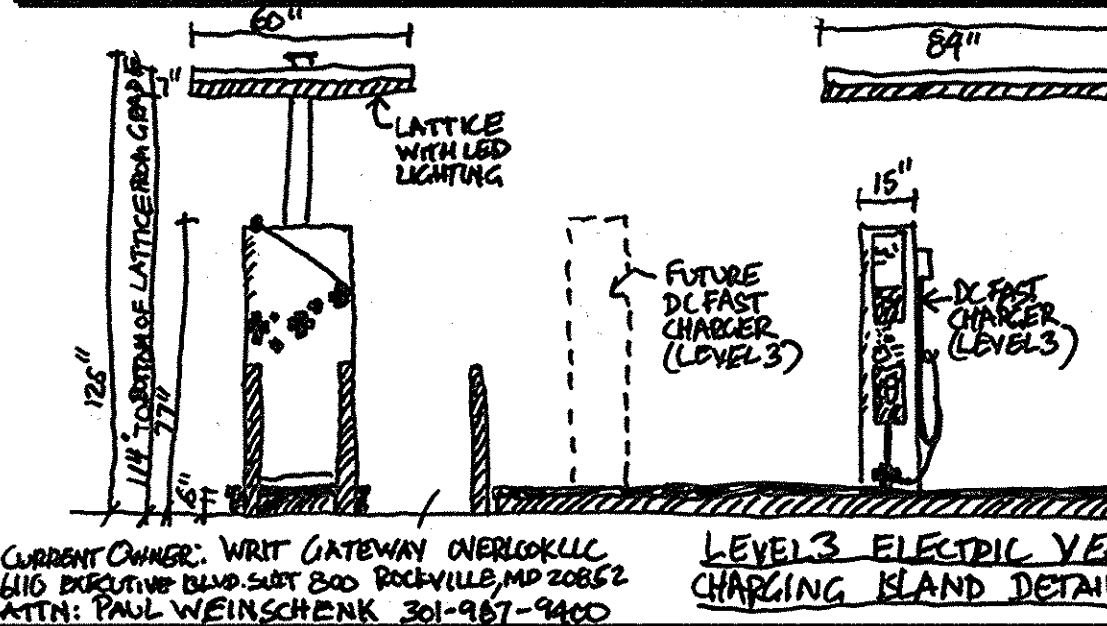 60"
84"
7"
LATTICE
WITH LED
LIGHTING
15"
FUTURE
DC FAST
CHARGER
(LEVEL 3)
DC FAST
CHARGER
(LEVEL 3)
125"
114" TO BOTTOM OF LATTICE FROM GRADE
77"
6"
CURRENT OWNER: WRIT GATEWAY OVERLOOK LLC
6110 EXECUTIVE BLVD. SUIT 800 ROCKVILLE, MD 20852
ATTN: PAUL WEINSCHENK 301-987-9400
LEVEL 3 ELECTRIC VE
CHARGING ISLAND DETAI